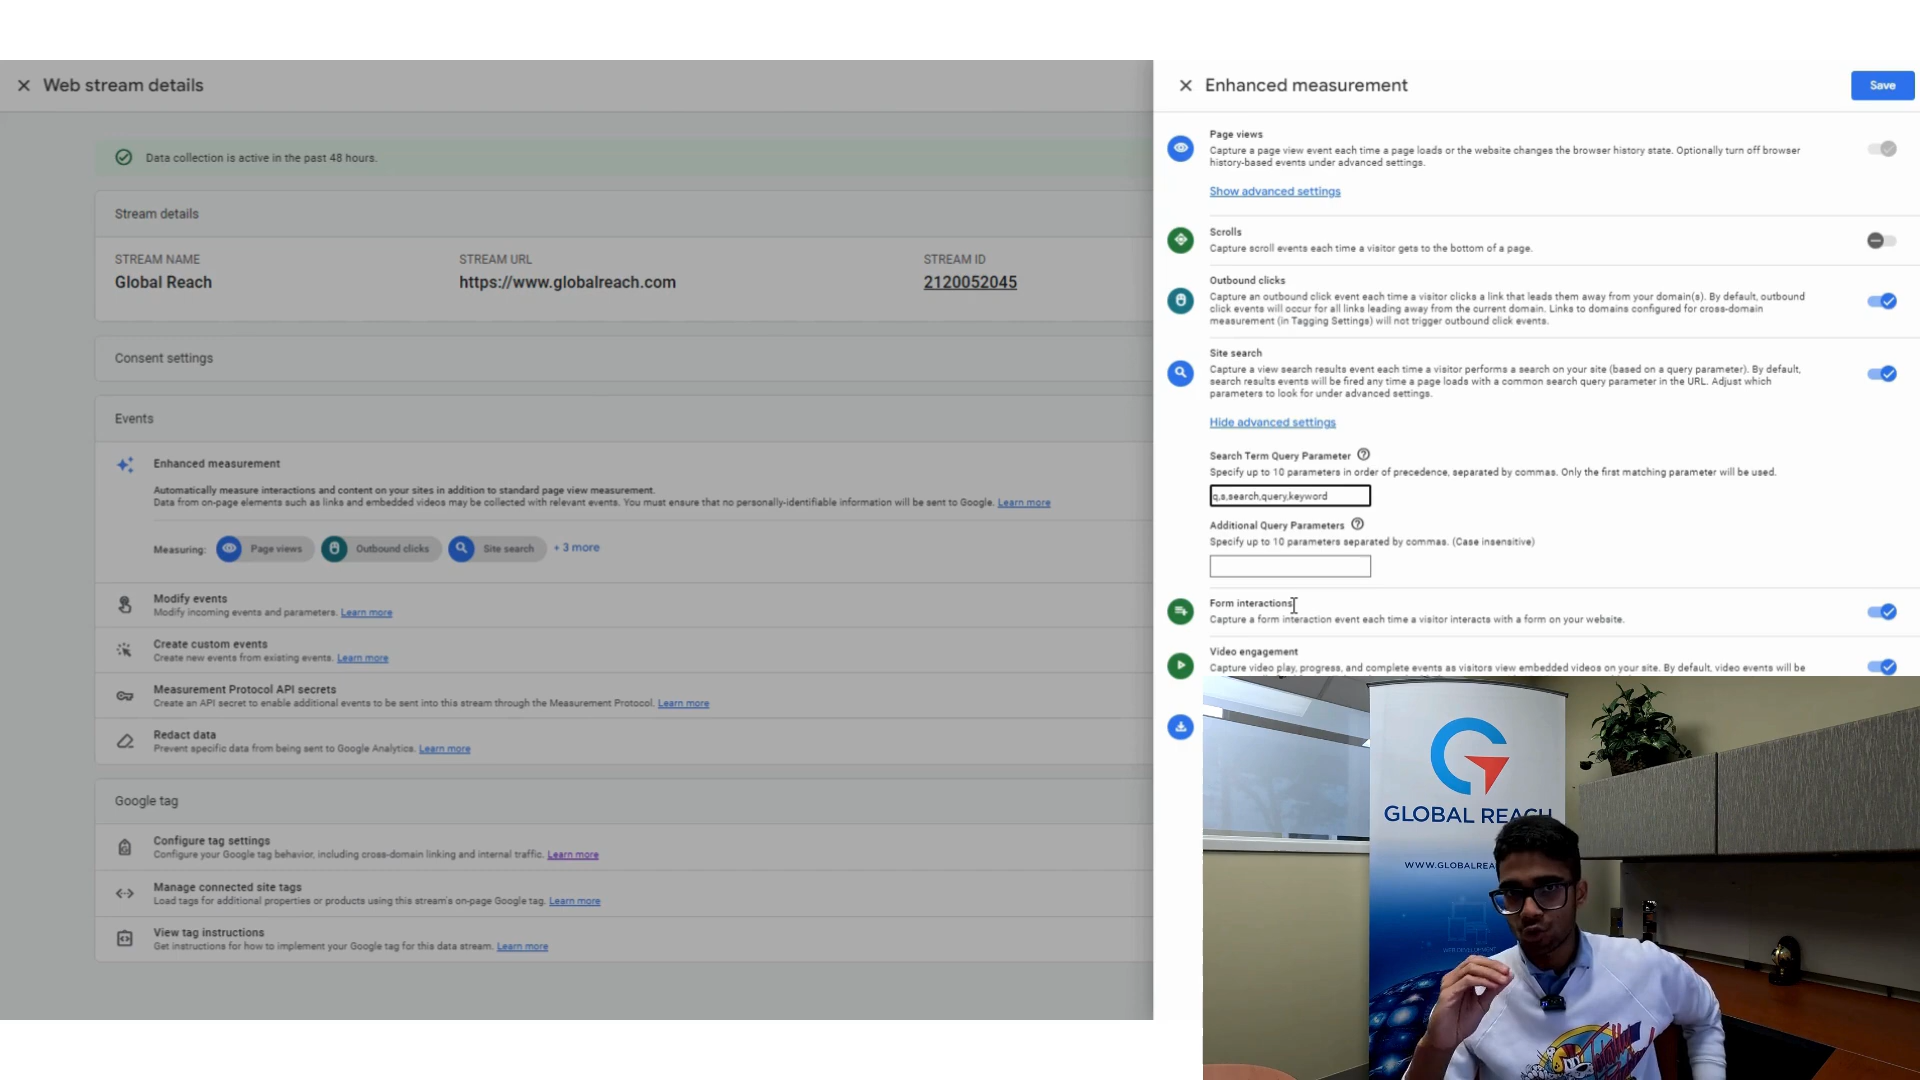 Web stream details
Data collection is active in the past 48 hours.
Stream details
STREAM NAME
Global Reach
STREAM URL
https://www.globalreach.com
STREAM ID
2120052045
Consent settings
Events
Enhanced measurement
Automatically measure interactions and content on your sites in addition to standard page view measurement.
Data from on-page elements such as links and embedded videos may be collected with relevant events. You must ensure that no personally-identifiable information will be sent to Google. Learn more
Measuring: Page views Outbound clicks Site search + 3 more
Modify events
Modify incoming events and parameters. Learn more
Create custom events
Create new events from existing events. Learn more
Measurement Protocol API secrets
Create an API secret to enable additional events to be sent into this stream through the Measurement Protocol. Learn more
Redact data
Prevent specific data from being sent to Google Analytics. Learn more
Google tag
Configure tag settings
Configure your Google tag behavior, including cross-domain linking and internal traffic. Learn more
Manage connected site tags
Load tags for additional properties or products using this stream's on-page Google tag. Learn more
View tag instructions
Get instructions for how to implement your Google tag for this data stream. Learn more
Enhanced measurement
Save
Page views
Capture a page view event each time a page loads or the website changes the browser history state. Optionally turn off browser
history-based events under advanced settings.
Show advanced settings
Scrolls
Capture scroll events each time a visitor gets to the bottom of a page.
Outbound clicks
Capture an outbound click event each time a visitor clicks a link that leads them away from your domain(s). By default, outbound
click events will occur for all links leading away from the current domain. Links to domains configured for cross-domain
measurement (in Tagging Settings) will not trigger outbound click events.
Site search
Capture a view search results event each time a visitor performs a search on your site (based on a query parameter). By default,
search results events will be fired any time a page loads with a common search query parameter in the URL. Adjust which
parameters to look for under advanced settings.
Hide advanced settings
Search Term Query Parameter
Specify up to 10 parameters in order of precedence, separated by commas. Only the first matching parameter will be used.
q,s,search,query,keyword
Additional Query Parameters
Specify up to 10 parameters separated by commas. (Case insensitive)
Form interactions
Capture a form interaction event each time a visitor interacts with a form on your website.
Video engagement
Capture video play, progress, and complete events as visitors view embedded videos on your site. By default, video events will be
GLOBAL REACH
WWW.GLOBALREA
WEB DEVELOPMENT
Totally